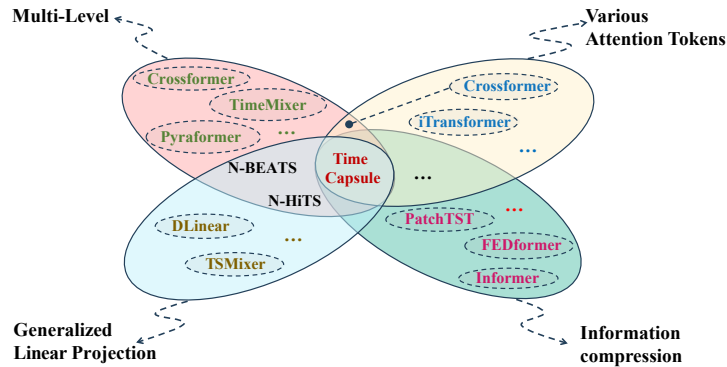 Multi-Level
Various
Attention Tokens
Crossformer
TimeMixer
Pyraformer
...
Crossformer
iTransformer
...
N-BEATS
N-HiTS
Time
Capsule
...
DLinear
...
TSMixer
PatchTST
...
FEDformer
Informer
Generalized
Linear Projection
Information
compression